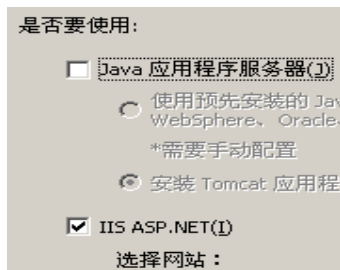 是否要使用:
Java 应用程序服务器(J)
使用预先安装的 Jav
WebSphere、Oracle、
*需要手动配置
安装 Tomcat 应用程
IIS ASP.NET(I)
选择网站：